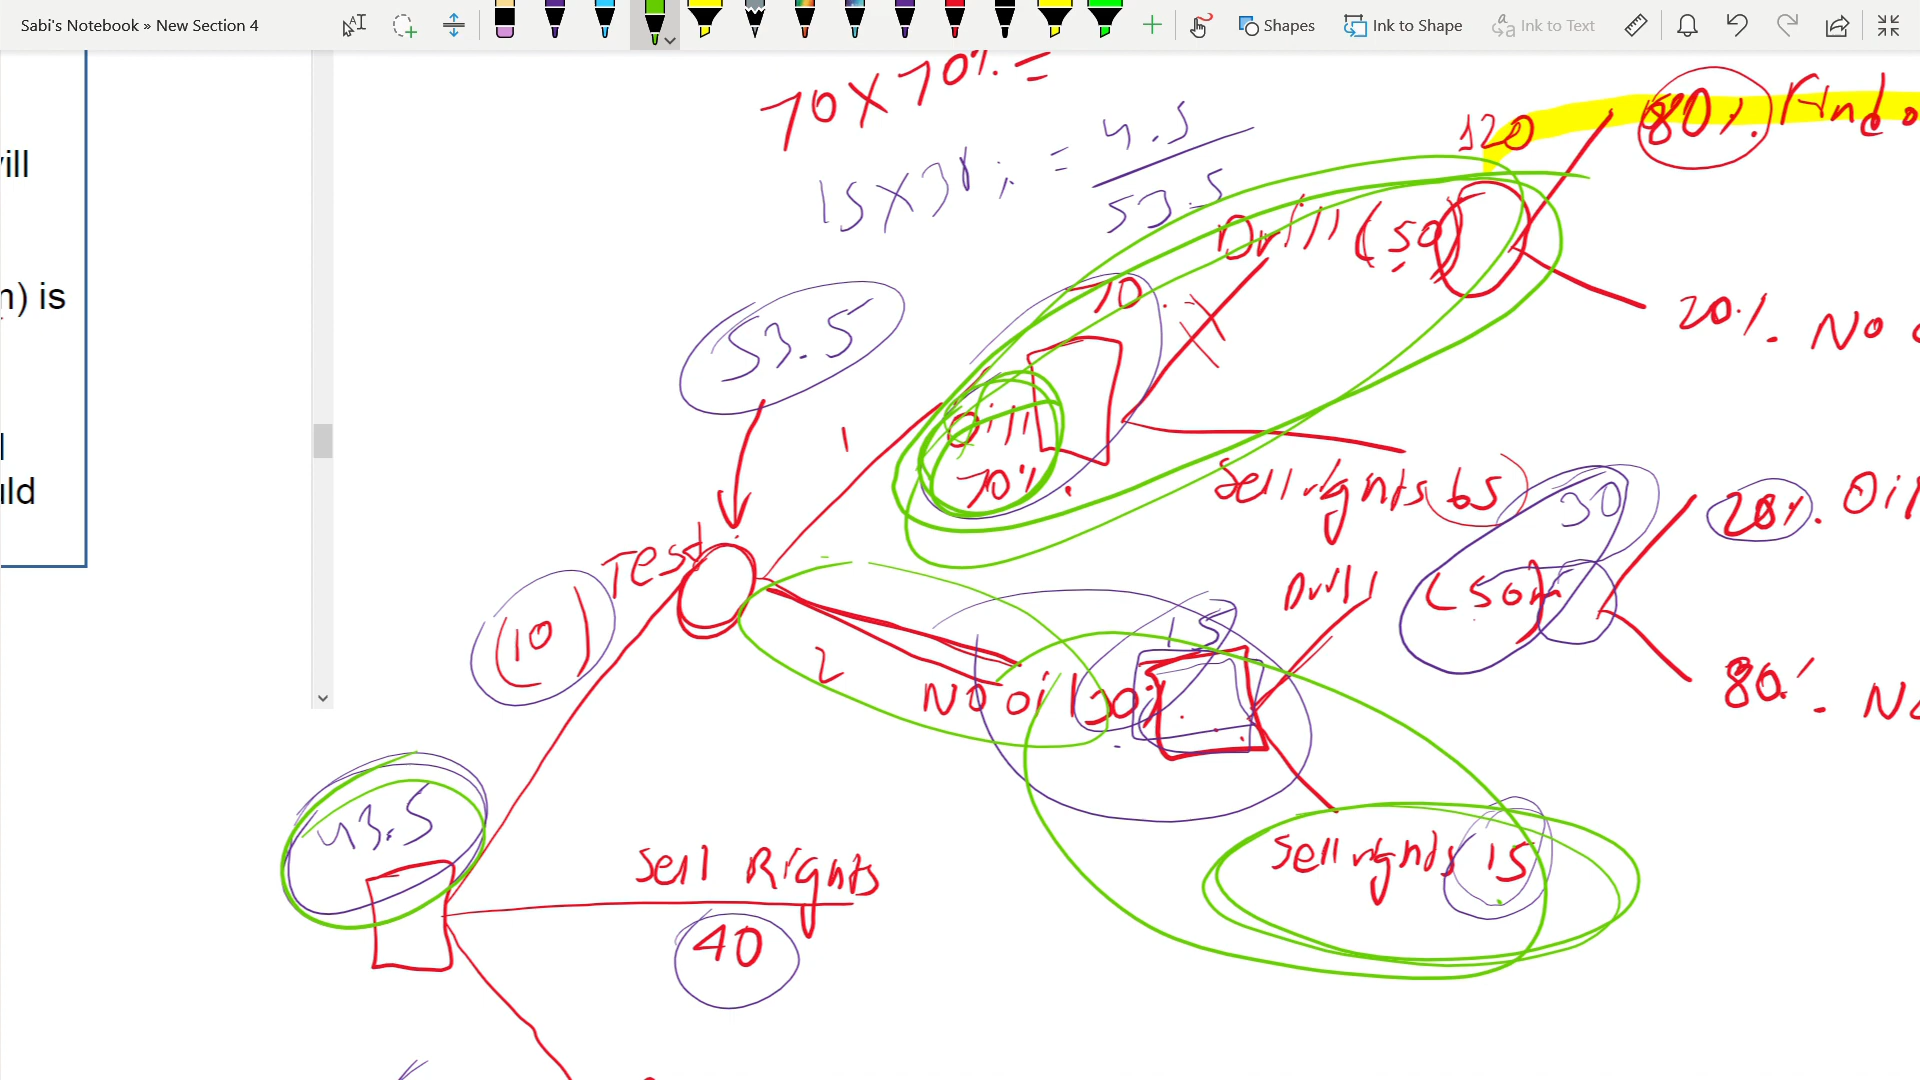 Sabi's Notebook » New Section 4
Shapes
Ink to Shape
Ink to Text
ill
n) is
ld
70 X 70% =
15 X 30% = 4.5
53.5
120
80%. Find
Drill (50)
20%. No
53.5
70
Oill
70%.
1
Sell rights 65
30
20%. Oil
Test
(10)
Drill
(50m)
15
2
No oil 30%
80%. No
43.5
Sell Rights
40
Sell rights 15